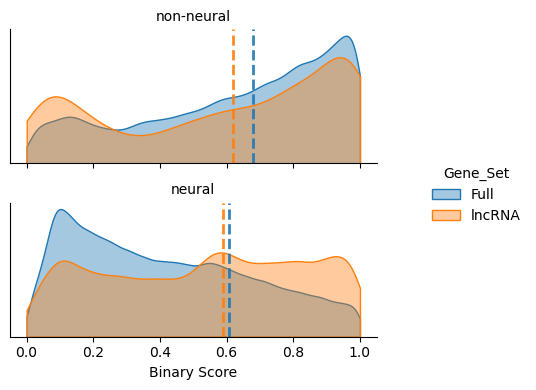 non-neural
Gene_Set
Full
lncRNA
neural
0.0 0.2 0.4 0.6 0.8 1.0
Binary Score